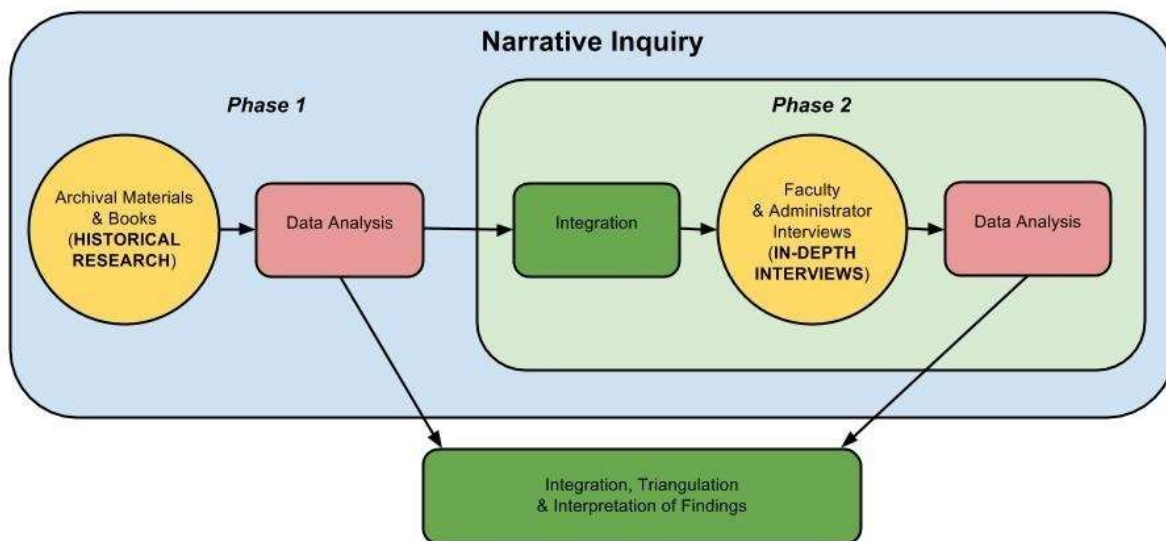 Narrative Inquiry
Phase 1
Phase 2
Archival Materials
& Books
(HISTORICAL
RESEARCH)
Data Analysis
Integration
Faculty
& Administrator
Interviews
(IN-DEPTH
INTERVIEWS)
Data Analysis
Integration, Triangulation
& Interpretation of Findings